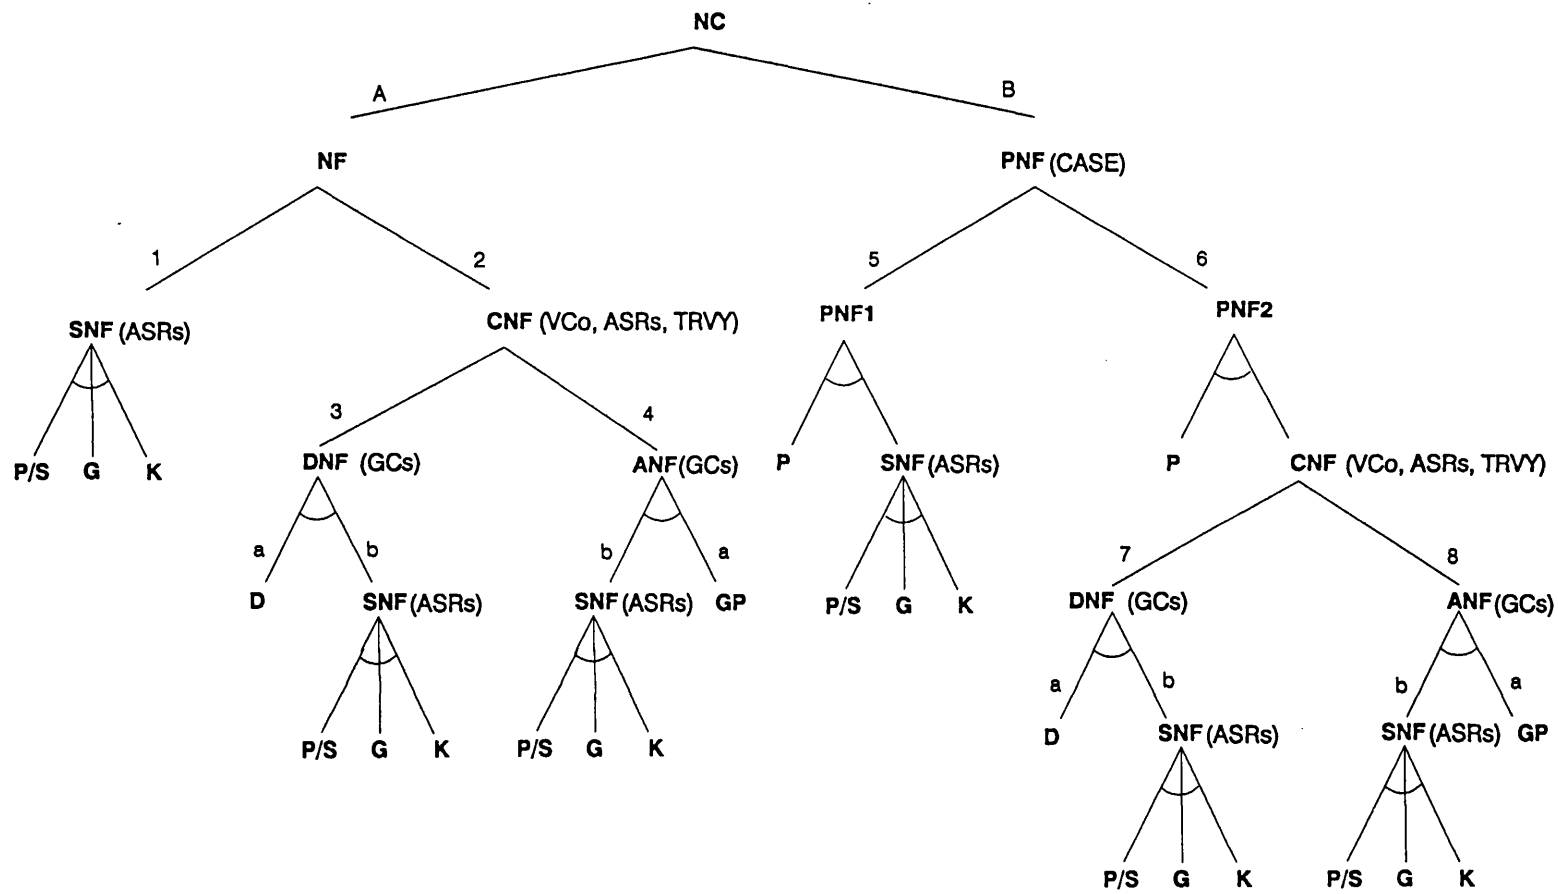 NC
A B
NF PNF (CASE)
1 2 5 6
SNF (ASRs) CNF (VCo, ASRs, TRVY) PNF1 PNF2
3 4
P/S G K DNF (GCs) ANF (GCs) P SNF (ASRs) P CNF (VCo, ASRs, TRVY)
a b b a 7 8
D SNF (ASRs) SNF (ASRs) GP P/S G K DNF (GCs) ANF (GCs)
a b b a
P/S G K P/S G K D SNF (ASRs) SNF (ASRs) GP
P/S G K P/S G K